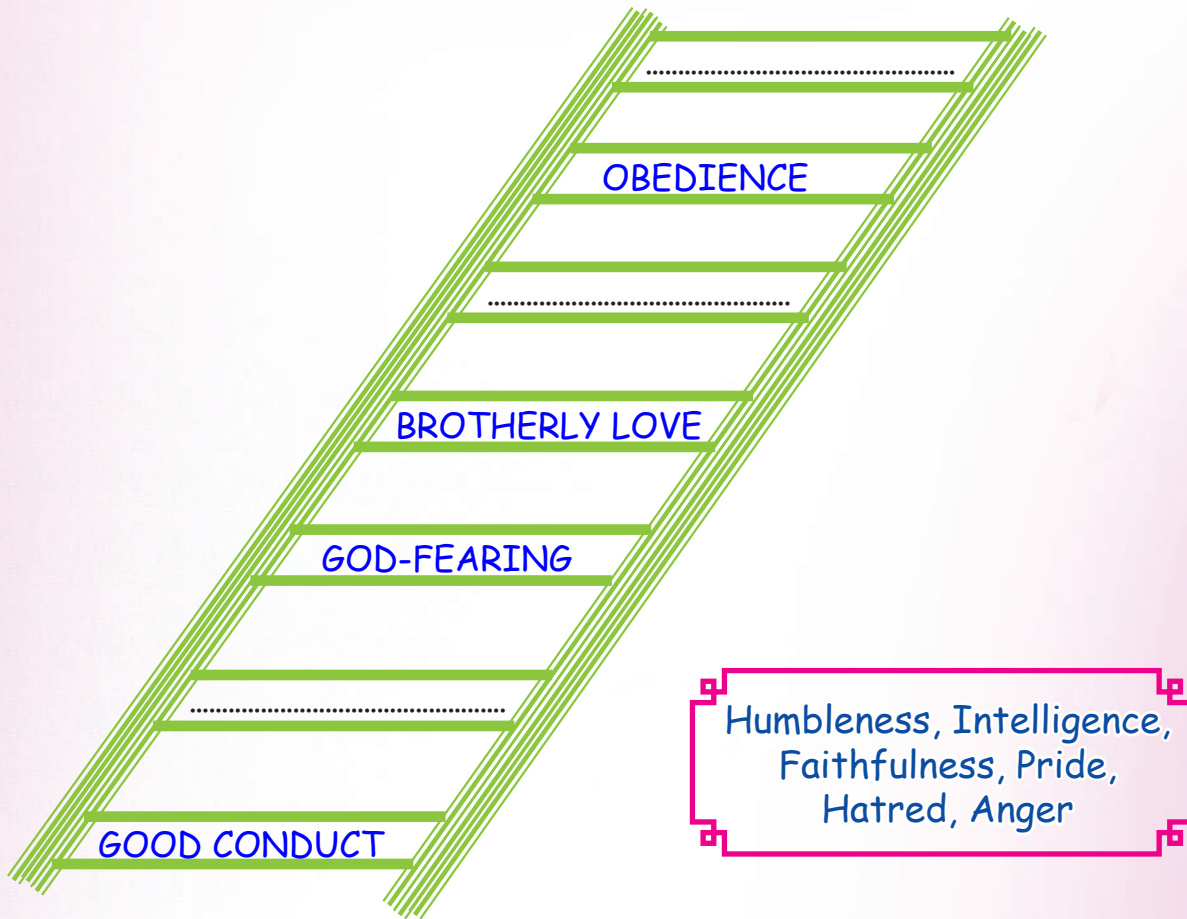 OBEDIENCE
BROTHERLY LOVE
GOD-FEARING
GOOD CONDUCT
Humbleness, Intelligence,
Faithfulness, Pride,
Hatred, Anger